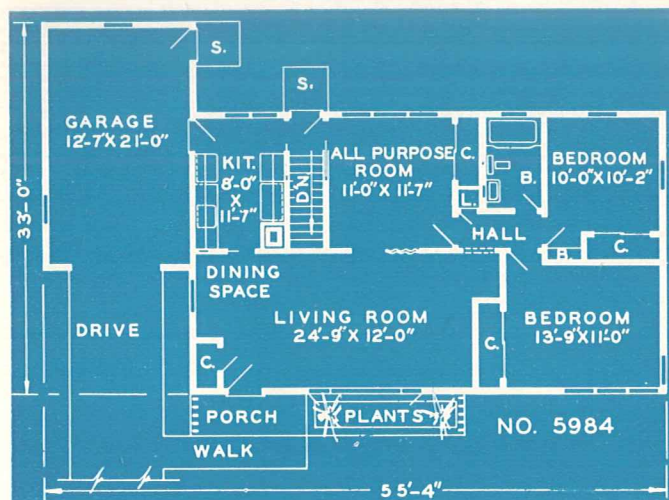 S.
S.
GARAGE
12'-7"X 21'-0"
KIT.
8'-0"
X
11'-7"
D'N.
ALL PURPOSE
ROOM
11'-0" X 11'-7"
C.
L.
B.
BEDROOM
10'-0"X10'-2"
HALL
B.
C.
33'-0"
DINING
SPACE
LIVING ROOM
24'-9"X 12'-0"
C.
C.
BEDROOM
13'-9"X11'-0"
DRIVE
PORCH
PLANTS
NO. 5984
WALK
55'-4"